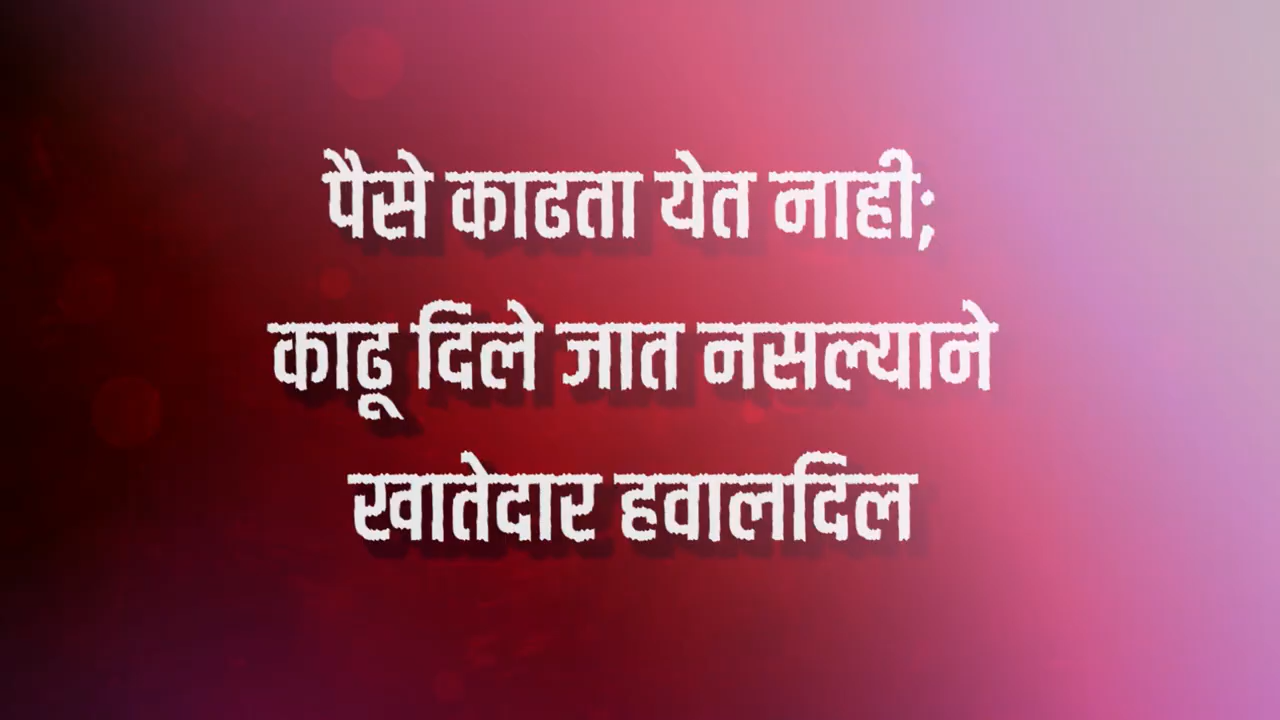 पैसे काढता येत नाही;
काढू दिले जात नसल्याने
खातेदार हवालदिल